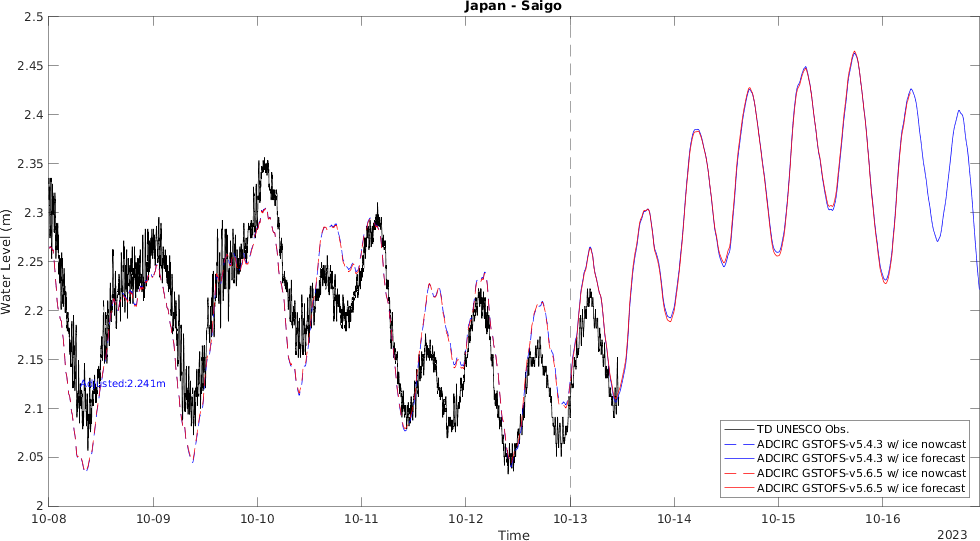 Japan - Saigo
2.5
2.45
2.4
2.35
2.3
2.25
2.2
2.15
2.1
2.05
2
Water Level (m)
Adjusted:2.241m
TD UNESCO Obs.
ADCIRC GSTOFS-v5.4.3 w/ ice nowcast
ADCIRC GSTOFS-v5.4.3 w/ ice forecast
ADCIRC GSTOFS-v5.6.5 w/ ice nowcast
ADCIRC GSTOFS-v5.6.5 w/ ice forecast
10-08 10-09 10-10 10-11 10-12 10-13 10-14 10-15 10-16
Time
2023